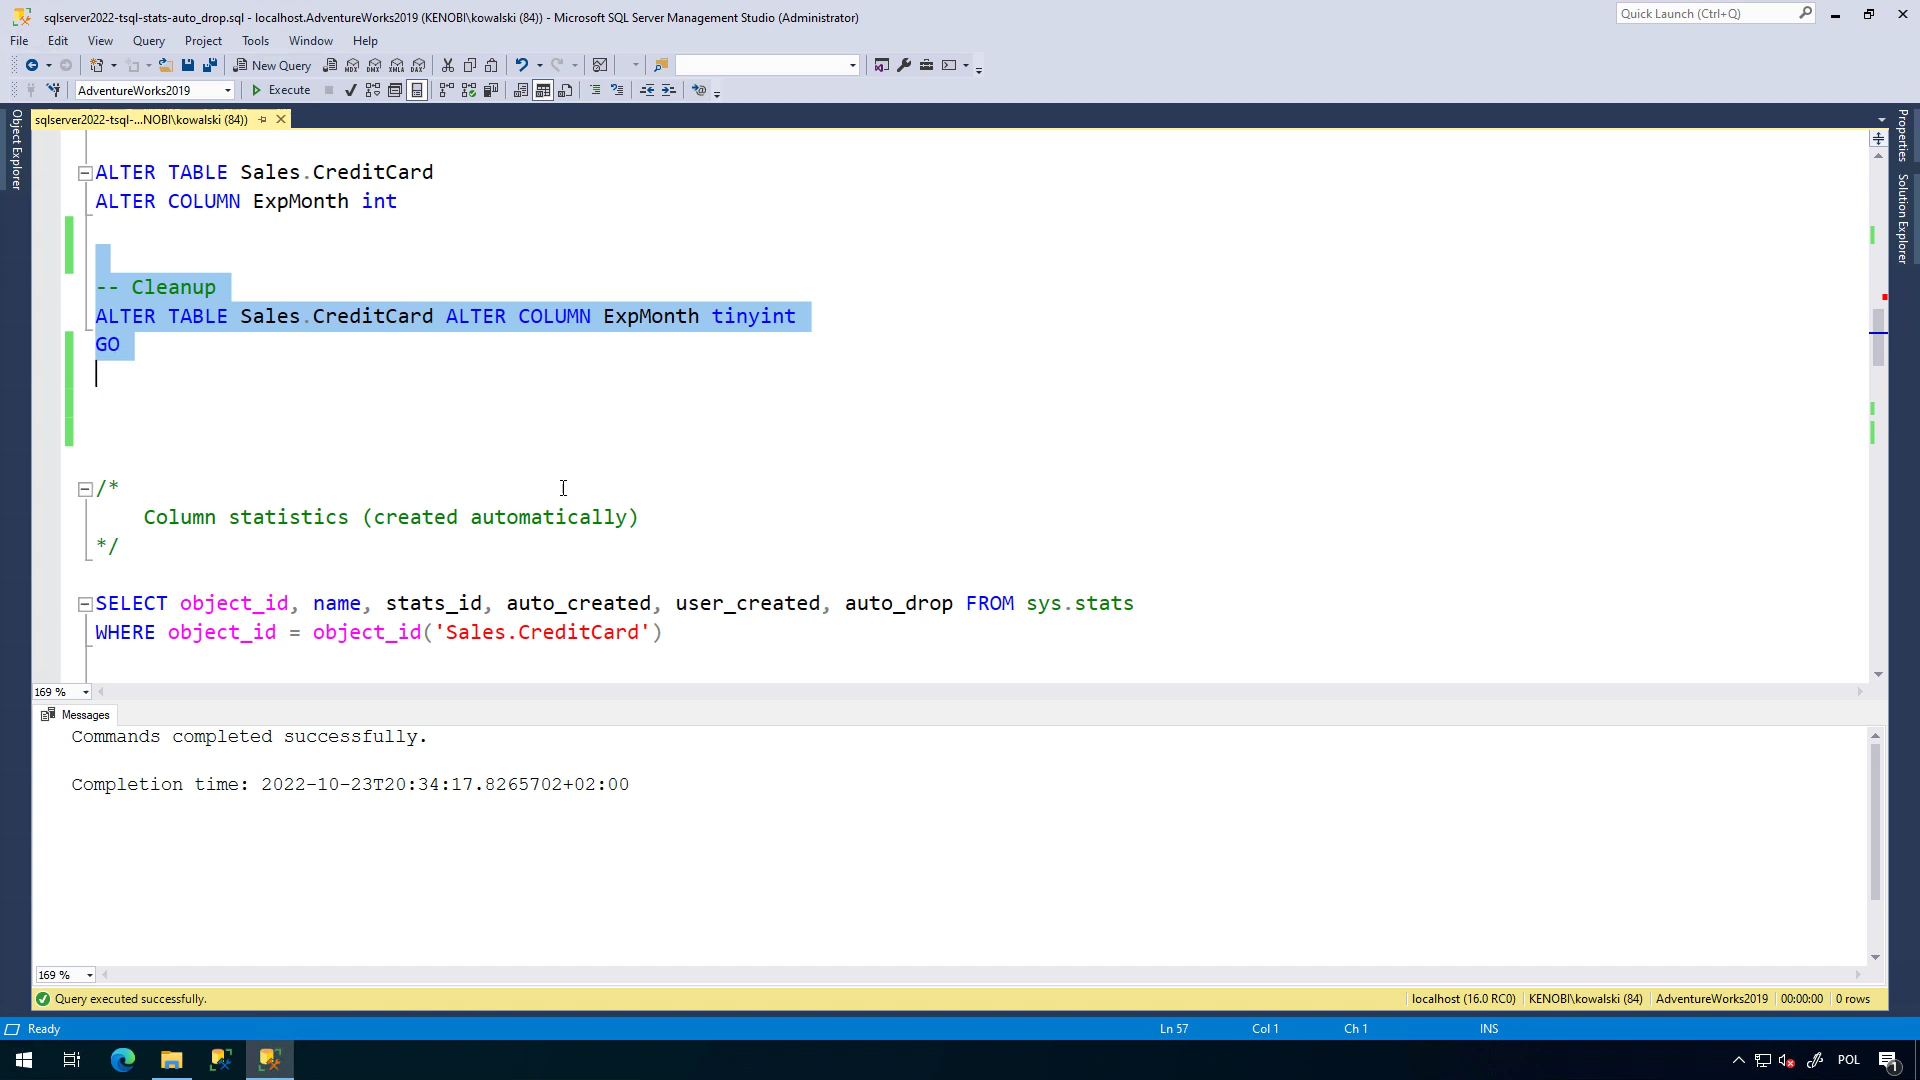 sqlserver2022-tsql-stats-auto_drop.sql - localhost.AdventureWorks2019 (KENOBI\kowalski (84)) - Microsoft SQL Server Management Studio (Administrator)
Quick Launch (Ctrl+Q)
File Edit View Query Project Tools Window Help
New Query
MDX DMX XMLA DAX
AdventureWorks2019
Execute
sqlserver2022-tsql-...NOBI\kowalski (84))
Object Explorer
Properties
Solution Explorer
ALTER TABLE Sales.CreditCard
ALTER COLUMN ExpMonth int
-- Cleanup
ALTER TABLE Sales.CreditCard ALTER COLUMN ExpMonth tinyint
GO
/*
Column statistics (created automatically)
*/
SELECT object_id, name, stats_id, auto_created, user_created, auto_drop FROM sys.stats
WHERE object_id = object_id('Sales.CreditCard')
169 %
Messages
Commands completed successfully.
Completion time: 2022-10-23T20:34:17.8265702+02:00
169 %
Query executed successfully.
localhost (16.0 RC0) KENOBI\kowalski (84) AdventureWorks2019 00:00:00 0 rows
Ready
Ln 57 Col 1 Ch 1 INS
POL
1